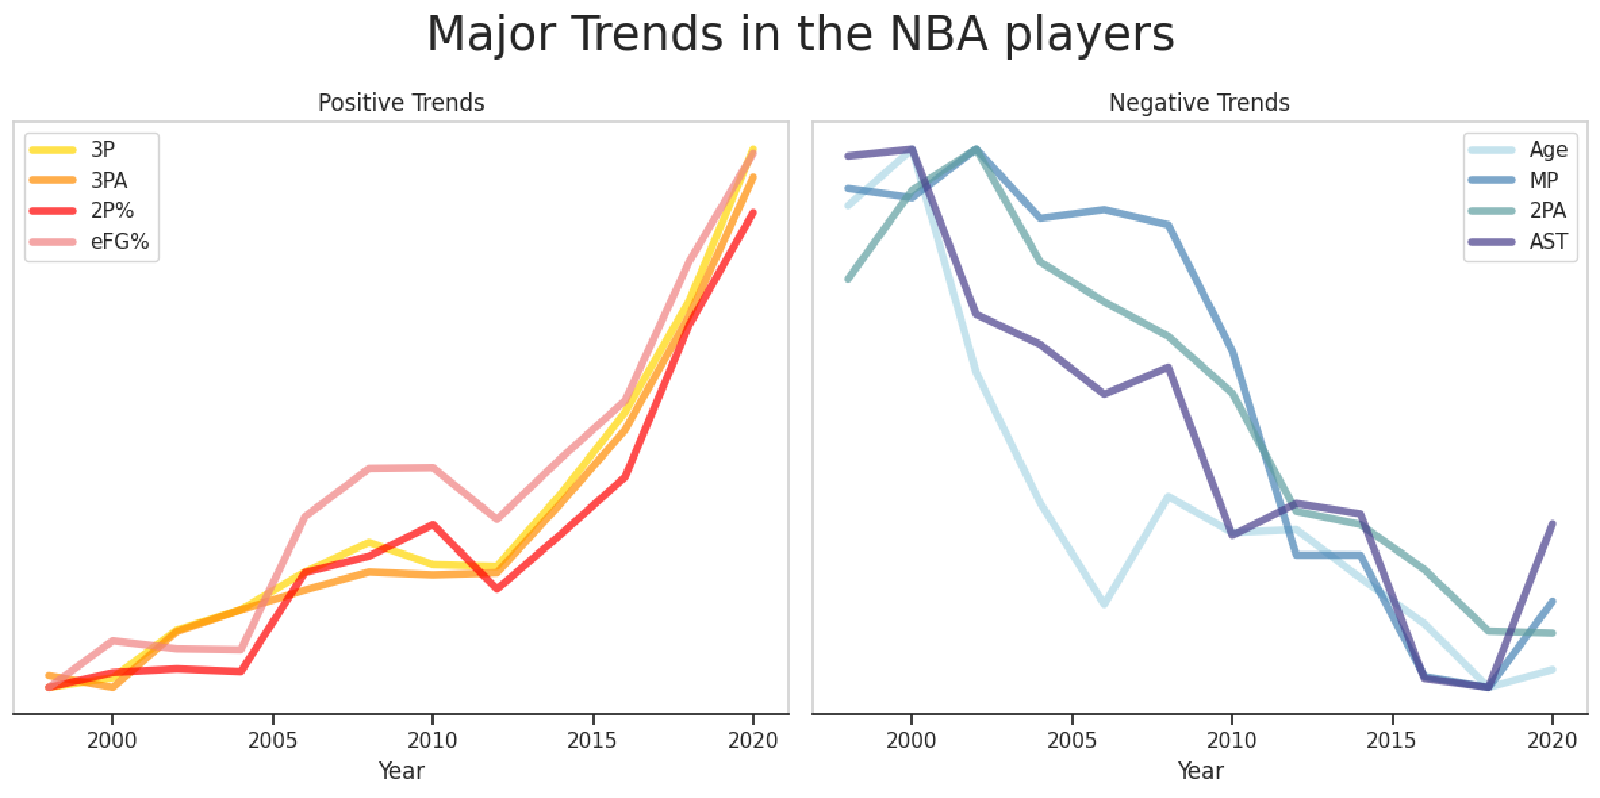 Major Trends in the NBA players
Positive Trends
3P
3PA
2P%
eFG%
2000 2005 2010 2015 2020
Year
Negative Trends
Age
MP
2PA
AST
2000 2005 2010 2015 2020
Year